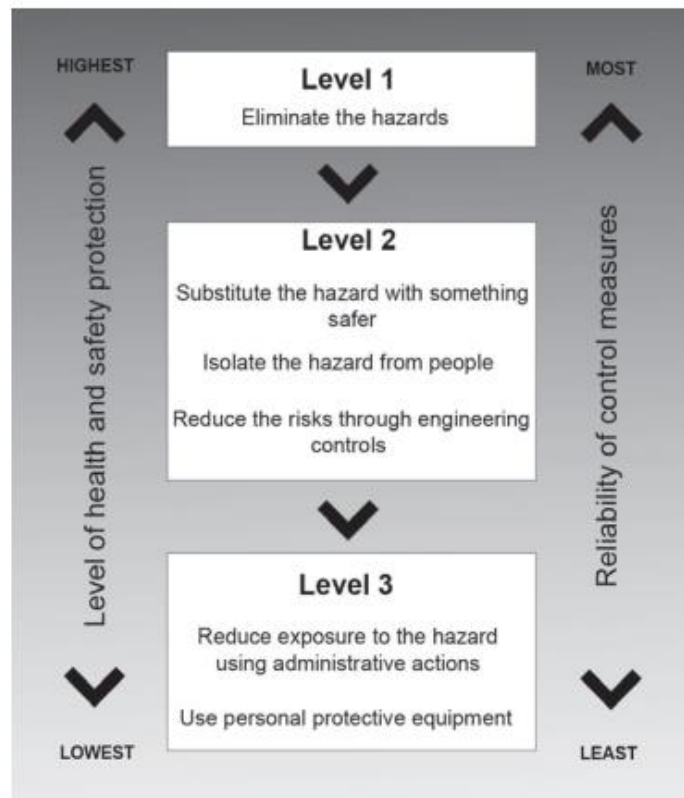 HIGHEST
MOST
Level 1
Eliminate the hazards
Level 2
Substitute the hazard with something
safer
Isolate the hazard from people
Reduce the risks through engineering
controls
Level of health and safety protection
Reliability of control measures
Level 3
Reduce exposure to the hazard
using administrative actions
Use personal protective equipment
LOWEST
LEAST